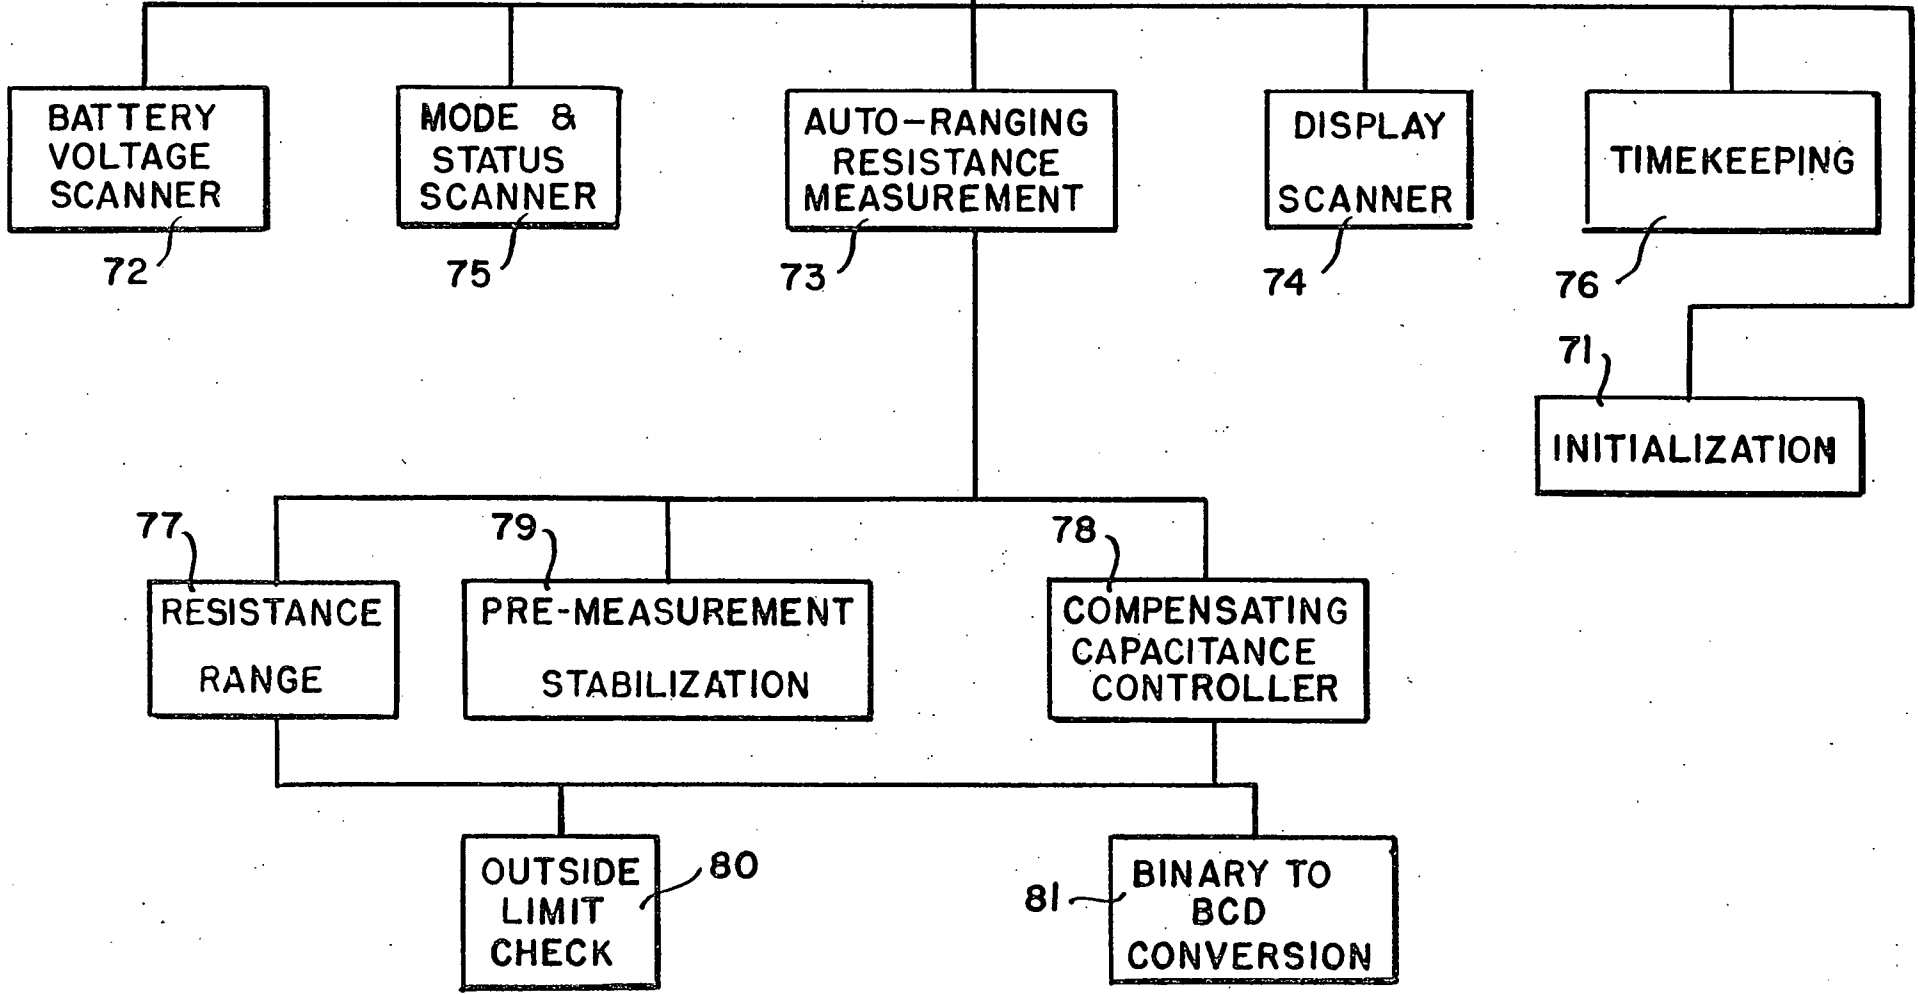 BATTERY
VOLTAGE
SCANNER
72
MODE &
STATUS
SCANNER
75
AUTO-RANGING
RESISTANCE
MEASUREMENT
73
DISPLAY
SCANNER
74
TIMEKEEPING
76
71
INITIALIZATION
77
RESISTANCE
RANGE
79
PRE-MEASUREMENT
STABILIZATION
78
COMPENSATING
CAPACITANCE
CONTROLLER
OUTSIDE
LIMIT
CHECK
80
81
BINARY TO
BCD
CONVERSION